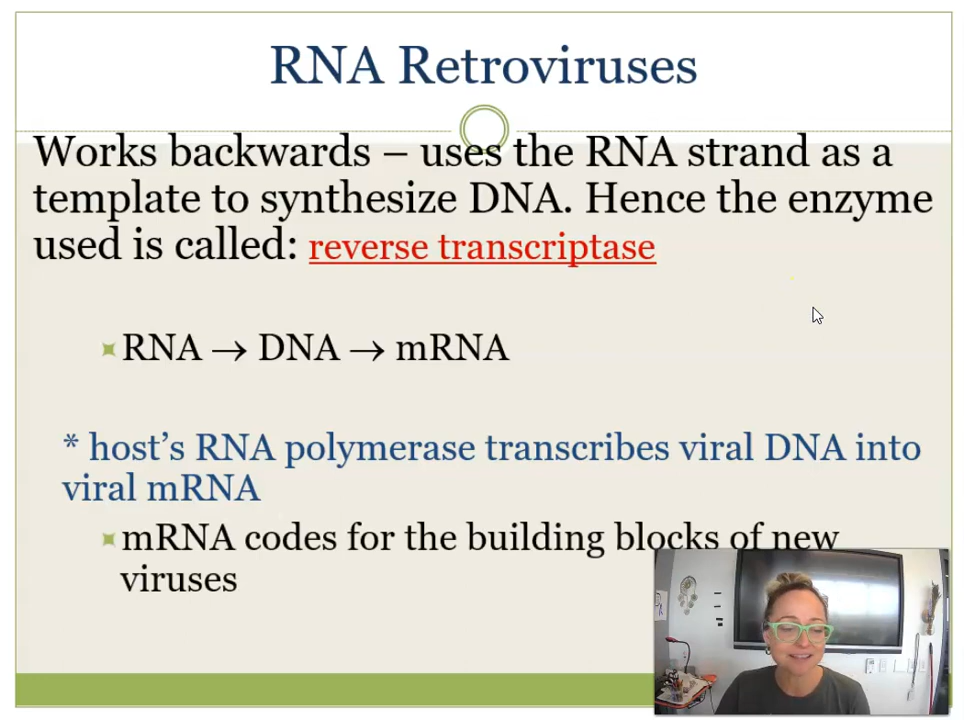 RNA Retroviruses
Works backwards – uses the RNA strand as a
template to synthesize DNA. Hence the enzyme
used is called: reverse transcriptase
RNA → DNA → mRNA
* host's RNA polymerase transcribes viral DNA into
viral mRNA
mRNA codes for the building blocks of new
viruses